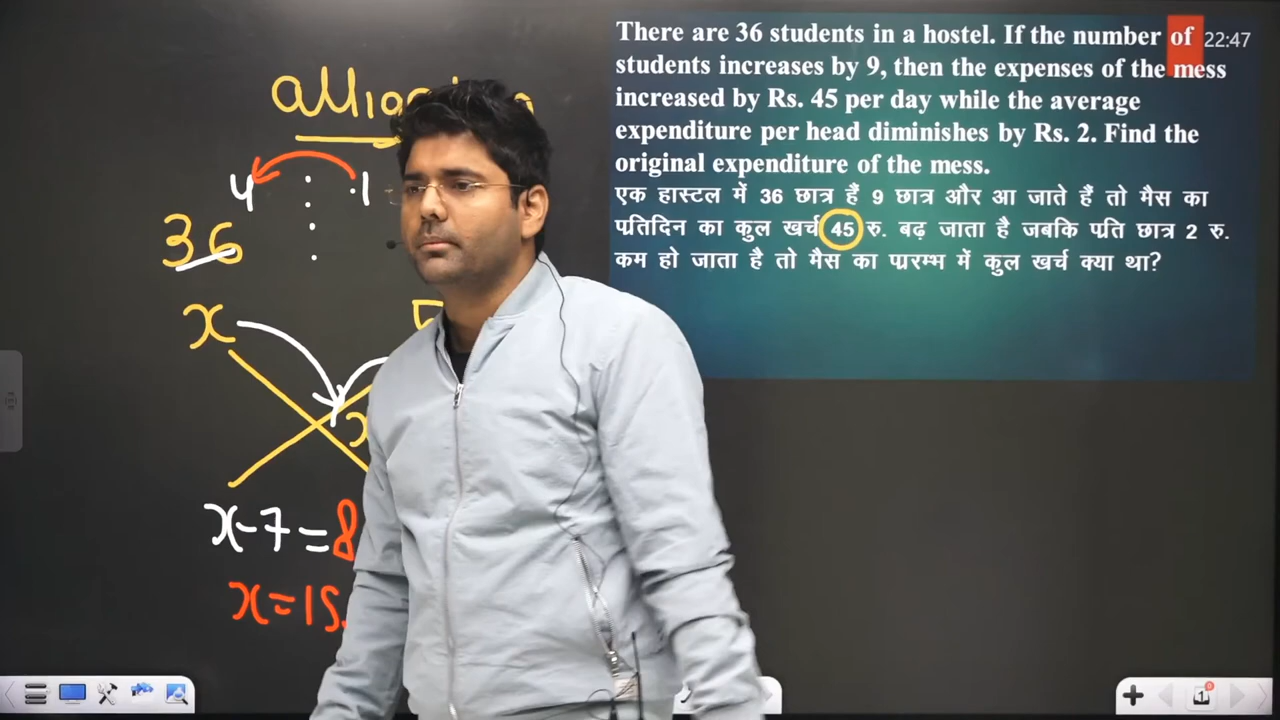 There are 36 students in a hostel. If the number of
22:47
students increases by 9, then the expenses of the mess
increased by Rs. 45 per day while the average
expenditure per head diminishes by Rs. 2. Find the
original expenditure of the mess.
एक हास्टल में 36 छात्र हैं 9 छात्र और आ जाते हैं तो मैस का
प्रतिदिन का कुल खर्च 45 रु. बढ़ जाता है जबकि प्रति छात्र 2 रु.
कम हो जाता है तो मैस का प्रारम्भ में कुल खर्च क्या था?
4 : 1
36
x 5
x-7=8
x=15
1